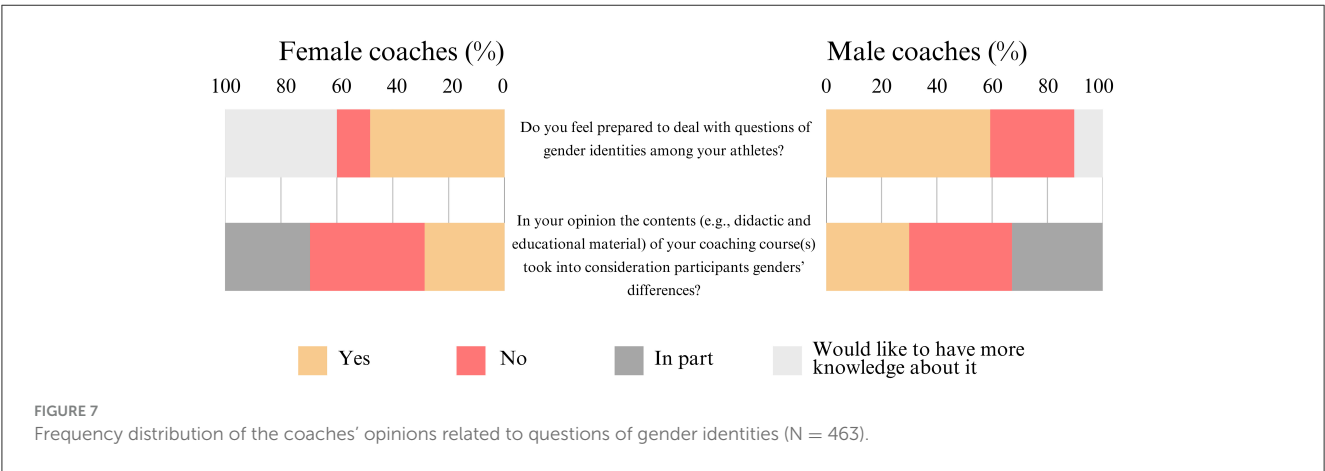 Female coaches (%)
Male coaches (%)
100 80 60 40 20 0
0 20 40 60 80 100
Do you feel prepared to deal with questions of
gender identities among your athletes?
In your opinion the contents (e.g., didactic and
educational material) of your coaching course(s)
took into consideration participants genders’
differences?
Yes
No
In part
Would like to have more
knowledge about it
FIGURE 7
Frequency distribution of the coaches’ opinions related to questions of gender identities (N = 463).